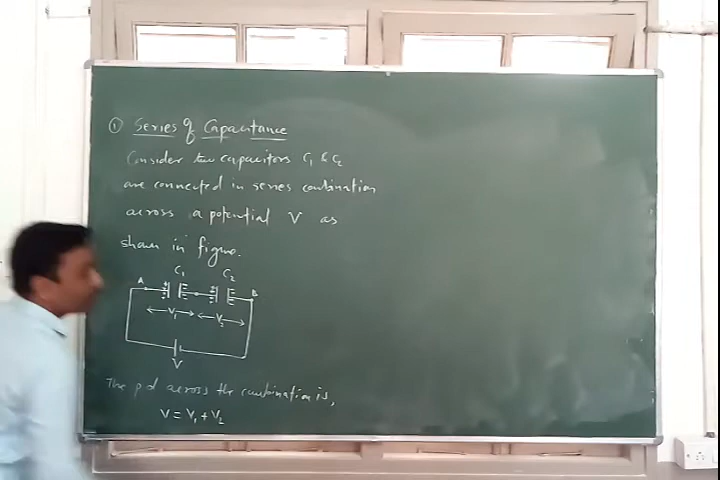 ① Series of Capacitance
Consider two capacitors C₁ & C₂
are connected in series combination
across a potential V as
shown in figure.
C₁ C₂
A B
V₁ V₂
V
The pd across the combination is,
V = V₁ + V₂